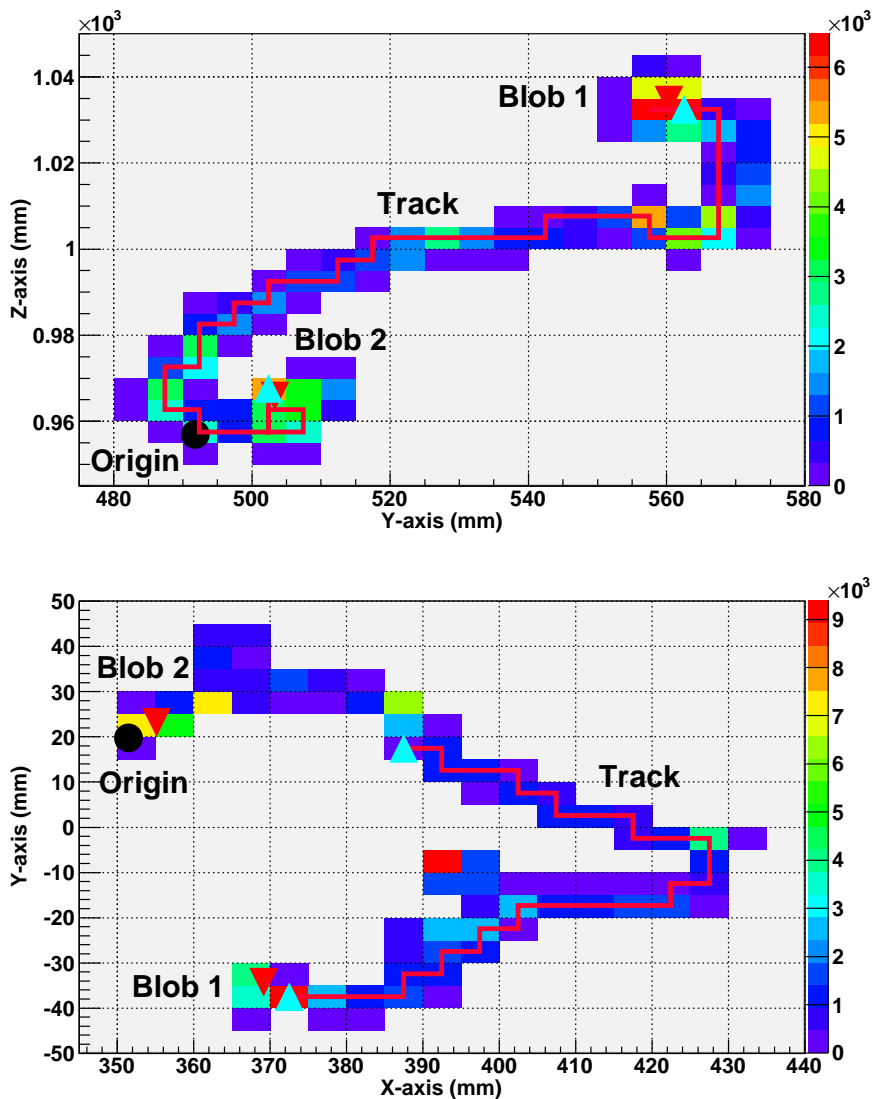 ×10³ ×10³
1.04
1.02
1
0.98
0.96
Z-axis (mm)
Blob 1
Track
Blob 2
Origin
6
5
4
3
2
1
0
480 500 520 540 560 580
Y-axis (mm)
×10³
50
40
30
20
10
0
-10
-20
-30
-40
-50
Y-axis (mm)
Blob 2
Origin
Track
Blob 1
9
8
7
6
5
4
3
2
1
0
350 360 370 380 390 400 410 420 430 440
X-axis (mm)